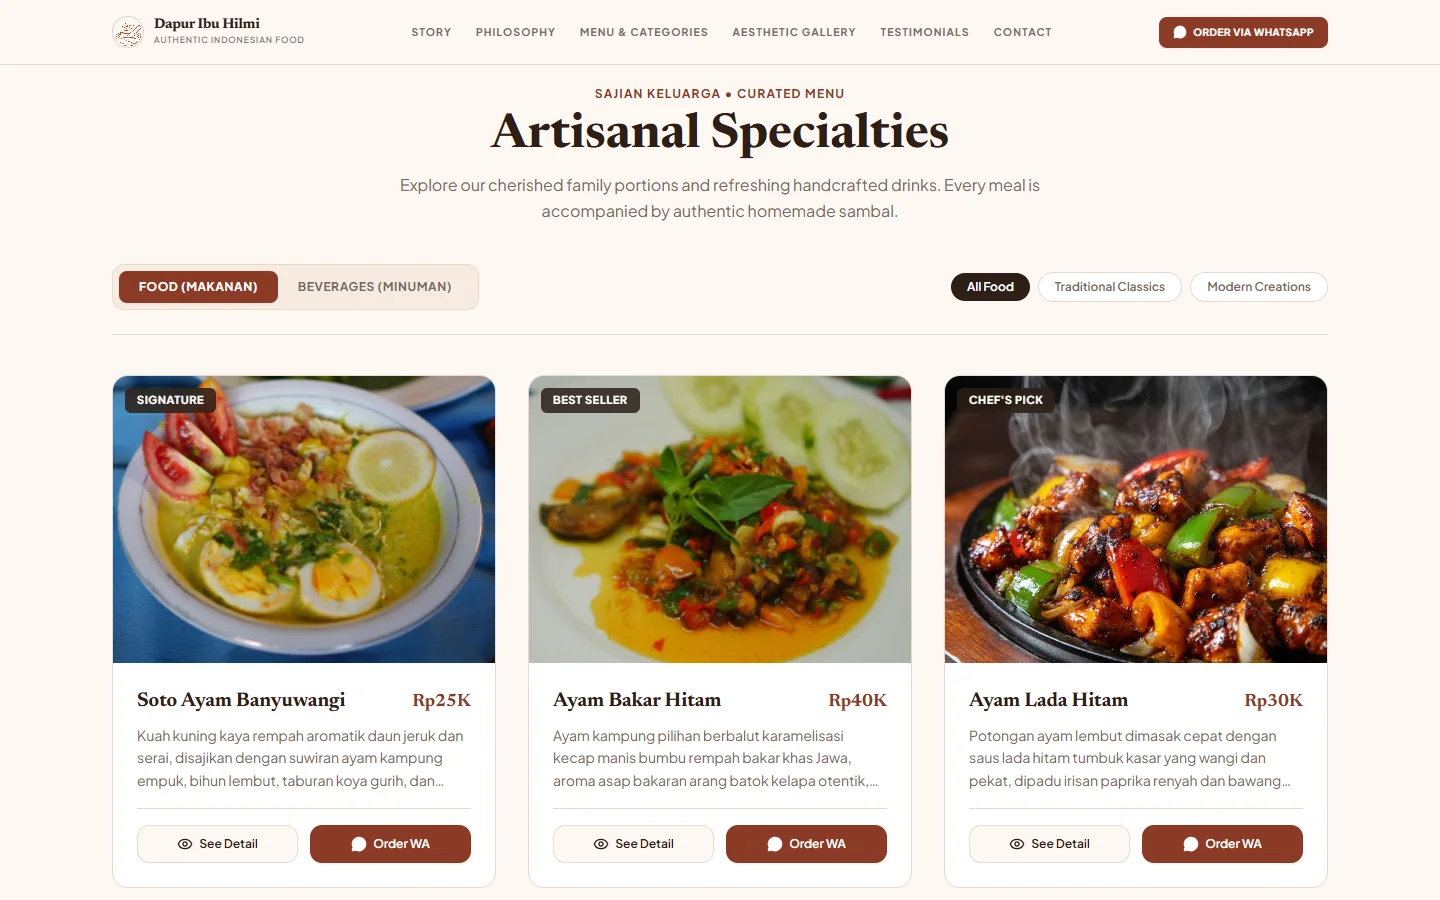 Dapur Ibu Hilmi
AUTHENTIC INDONESIAN FOOD
STORY
PHILOSOPHY
MENU & CATEGORIES
AESTHETIC GALLERY
TESTIMONIALS
CONTACT
ORDER VIA WHATSAPP
SAJIAN KELUARGA • CURATED MENU
Artisanal Specialties
Explore our cherished family portions and refreshing handcrafted drinks. Every meal is
accompanied by authentic homemade sambal.
FOOD (MAKANAN)
BEVERAGES (MINUMAN)
All Food
Traditional Classics
Modern Creations
SIGNATURE
Soto Ayam Banyuwangi
Rp25K
Kuah kuning kaya rempah aromatik daun jeruk dan
serai, disajikan dengan suwiran ayam kampung
empuk, bihun lembut, taburan koya gurih, dan...
See Detail
Order WA
BEST SELLER
Ayam Bakar Hitam
Rp40K
Ayam kampung pilihan berbalut karamelisasi
kecap manis bumbu rempah bakar khas Jawa,
aroma asap bakaran arang batok kelapa otentik,...
See Detail
Order WA
CHEF'S PICK
Ayam Lada Hitam
Rp30K
Potongan ayam lembut dimasak cepat dengan
saus lada hitam tumbuk kasar yang wangi dan
pekat, dipadu irisan paprika renyah dan bawang...
See Detail
Order WA